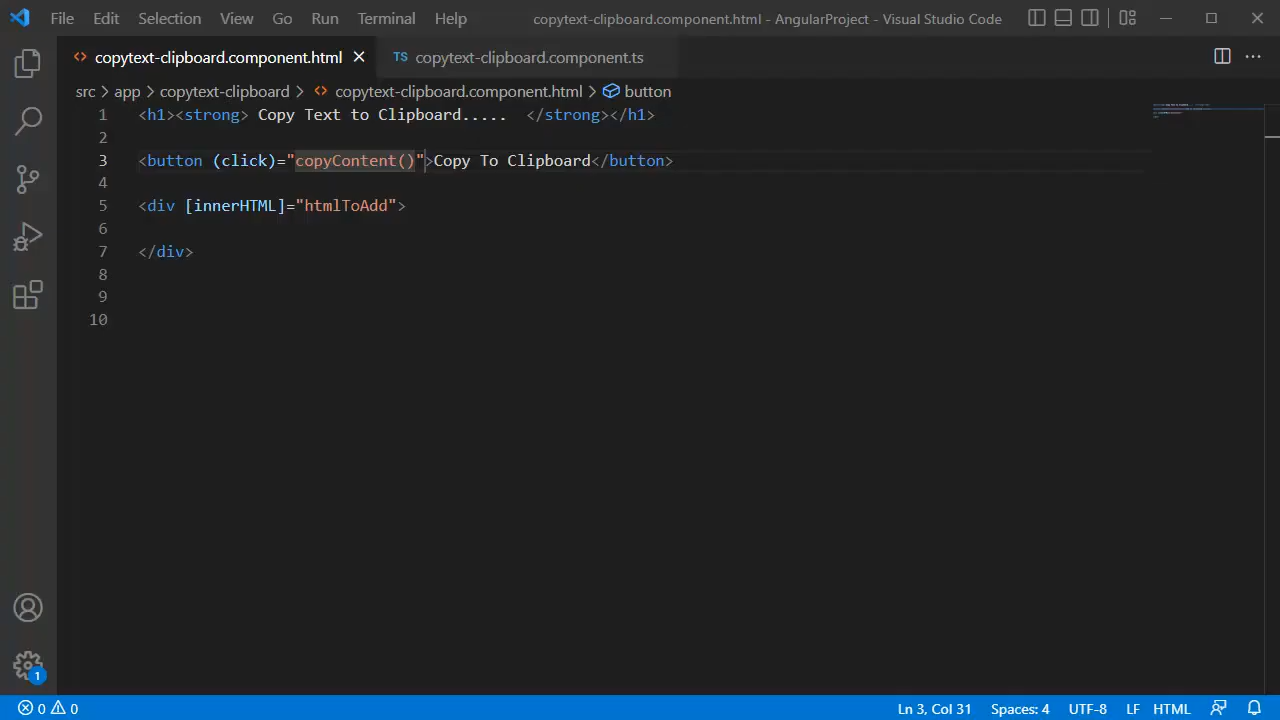 File Edit Selection View Go Run Terminal Help copytext-clipboard.component.html - AngularProject - Visual Studio Code
<> copytext-clipboard.component.html × TS copytext-clipboard.component.ts ···
src > app > copytext-clipboard > <> copytext-clipboard.component.html > button
1 <h1><strong> Copy Text to Clipboard.....  </strong></h1>
2
3 <button (click)="copyContent()">Copy To Clipboard</button>
4
5 <div [innerHTML]="htmlToAdd">
6
7 </div>
8
9
10
1
0 0 Ln 3, Col 31 Spaces: 4 UTF-8 LF HTML